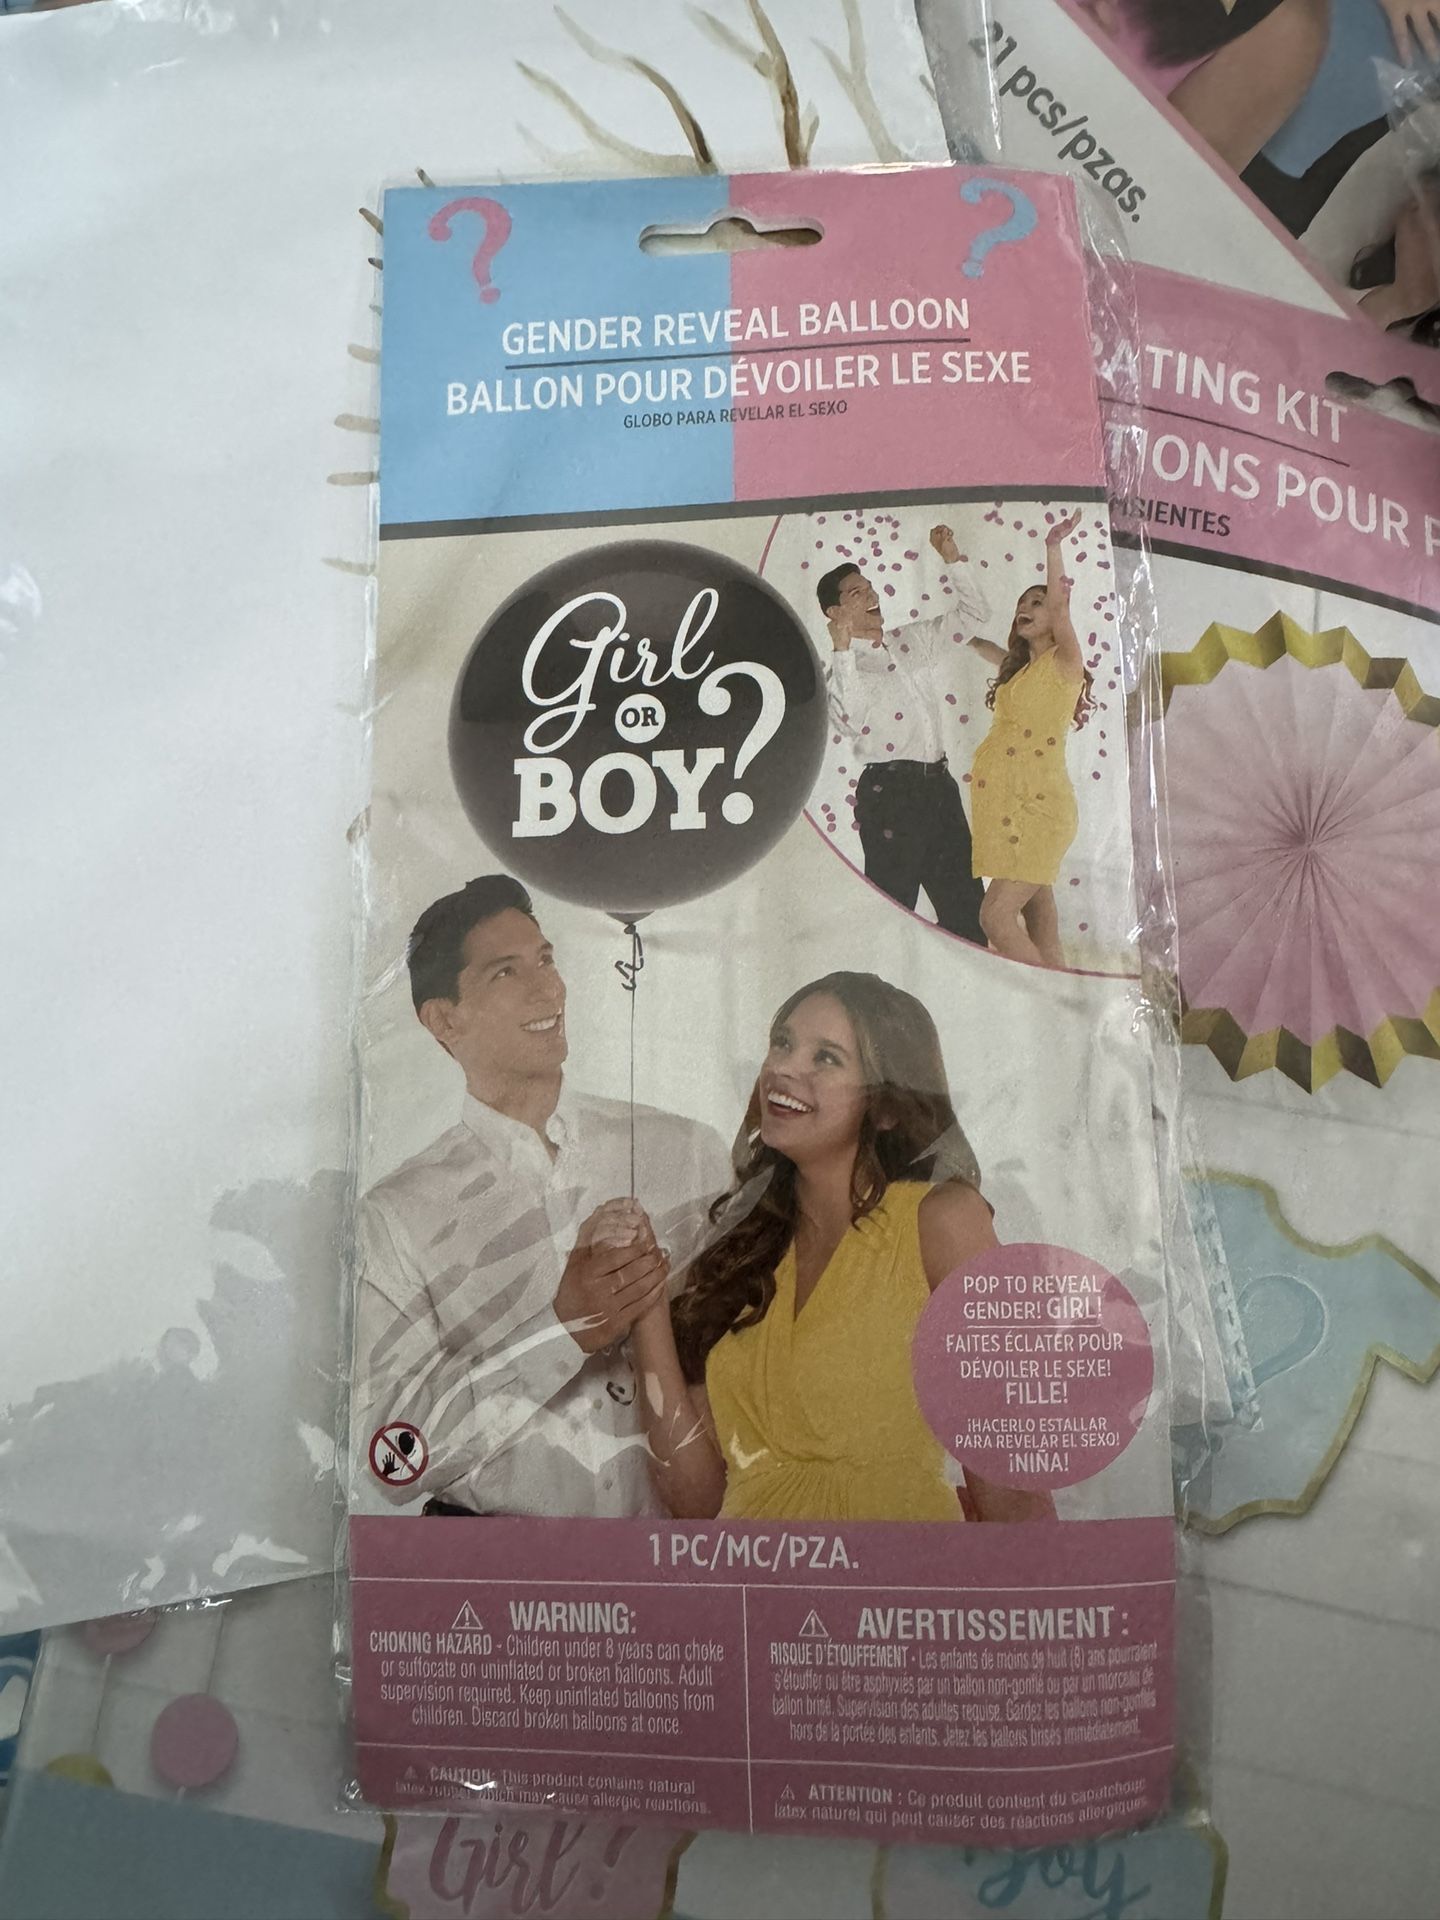 21 pcs/pzas.
GENDER REVEAL BALLOON
BALLON POUR DÉVOILER LE SEXE
GLOBO PARA REVELAR EL SEXO
TING KIT
TIONS POUR
BIENTES
Girl
OR
BOY?
POP TO REVEAL
GENDER! GIRL!
FAITES ÉCLATER POUR
DÉVOILER LE SEXE!
FILLE!
¡HACERLO ESTALLAR
PARA REVELAR EL SEXO!
¡NIÑA!
1 PC/MC/PZA.
WARNING:
CHOKING HAZARD - Children under 8 years can choke
or suffocate on uninflated or broken balloons. Adult
supervision required. Keep uninflated balloons from
children. Discard broken balloons at once.
CAUTION: This product contains natural
latex rubber which may cause allergic reactions.
AVERTISSEMENT :
RISQUE D'ÉTOUFFEMENT - Les enfants de moins de huit (8) ans pourraient
s'étouffer ou être asphyxiés par un ballon non-gonflé ou par un morceau de
ballon brisé. Supervision des adultes requise. Gardez les ballons non-gonflés
hors de la portée des enfants. Jetez les ballons brisés immédiatement.
ATTENTION : Ce produit contient du caoutchouc
latex naturel qui peut causer des réactions allergiques.
Girl?
Boy